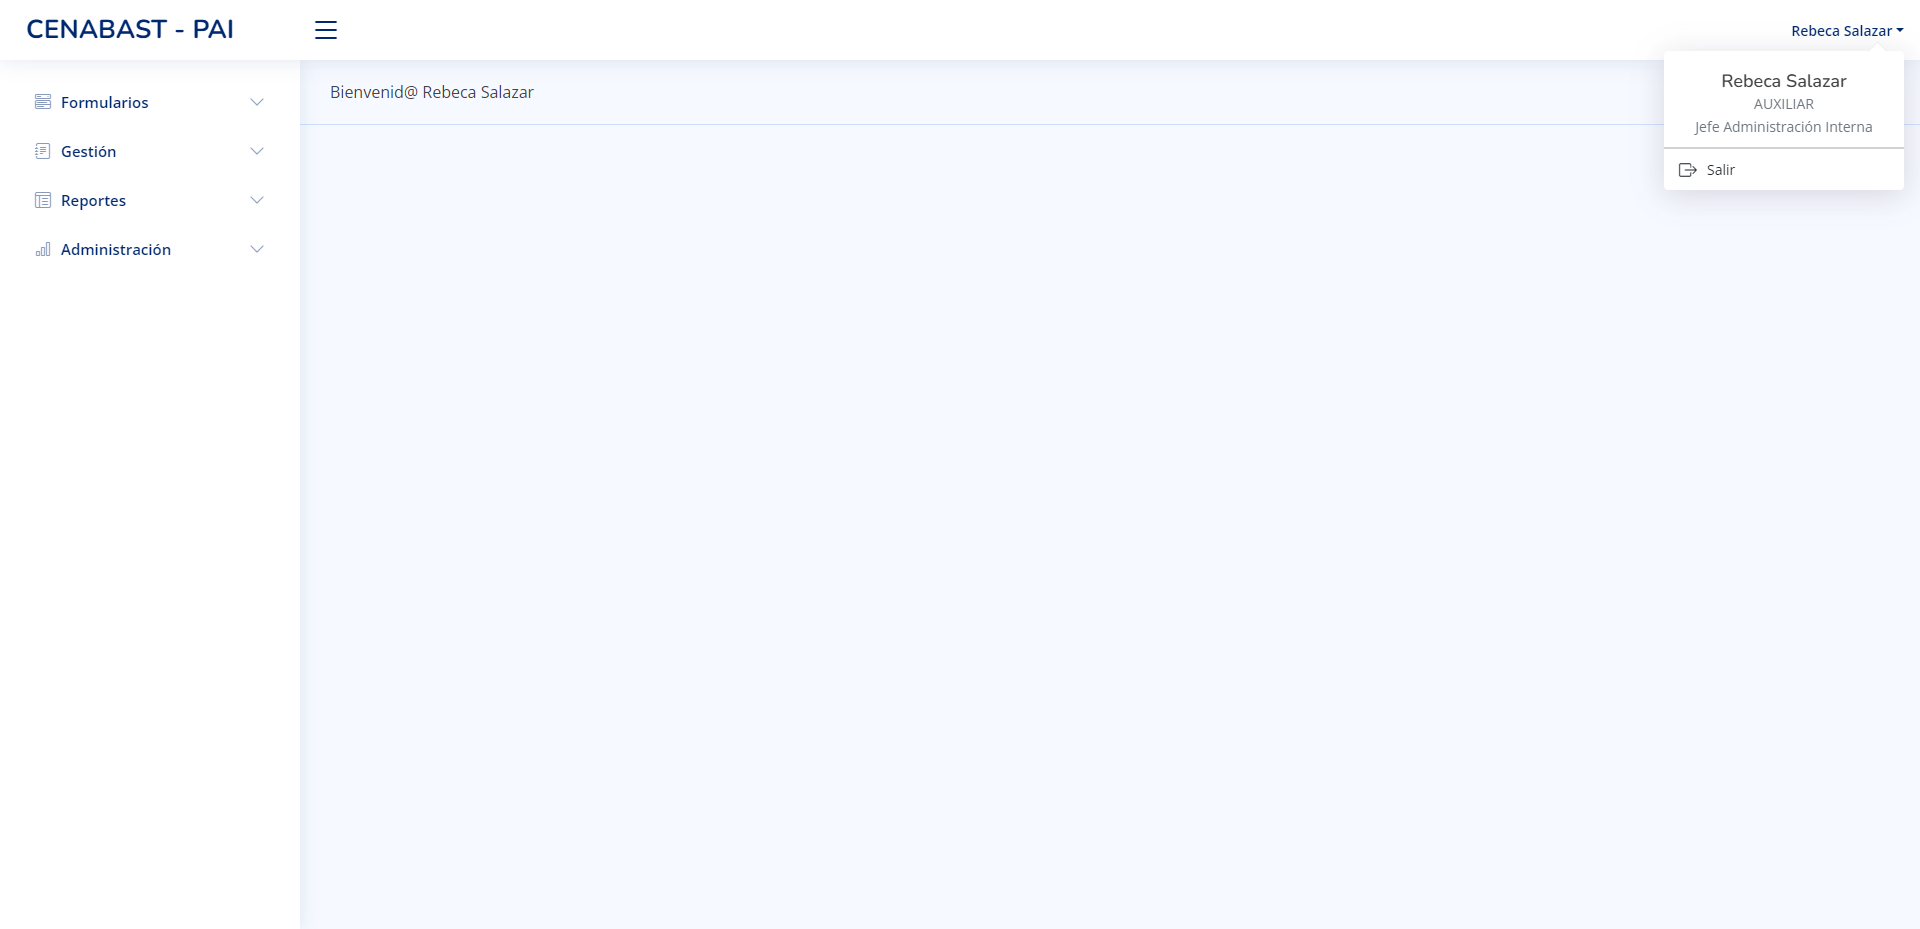 CENABAST - PAI
Rebeca Salazar
Formularios
Gestión
Reportes
Administración
Bienvenid@ Rebeca Salazar
Rebeca Salazar
AUXILIAR
Jefe Administración Interna
Salir